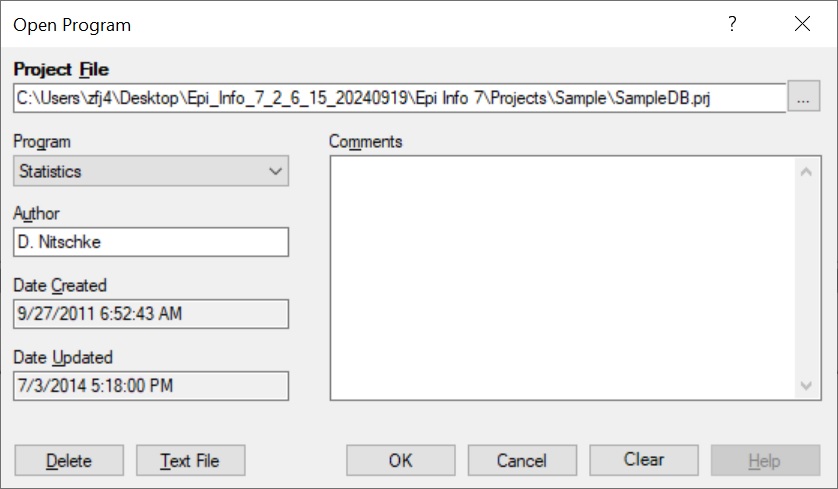 Open Program
? 
Project File
C:\Users\zfj4\Desktop\Epi_Info_7_2_6_15_20240919\Epi Info 7\Projects\Sample\SampleDB.prj
...
Program
Statistics
Author
D. Nitschke
Date Created
9/27/2011 6:52:43 AM
Date Updated
7/3/2014 5:18:00 PM
Comments
Delete Text File OK Cancel Clear Help